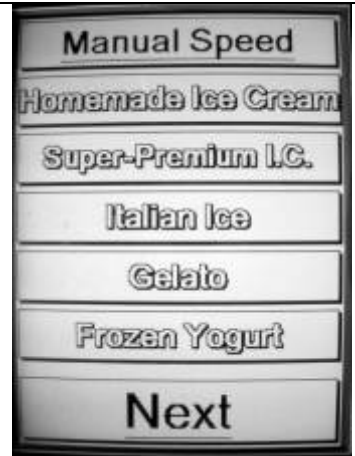 Manual Speed
Homemade Ice Cream
Super-Premium I.C.
Italian Ice
Gelato
Frozen Yogurt
Next